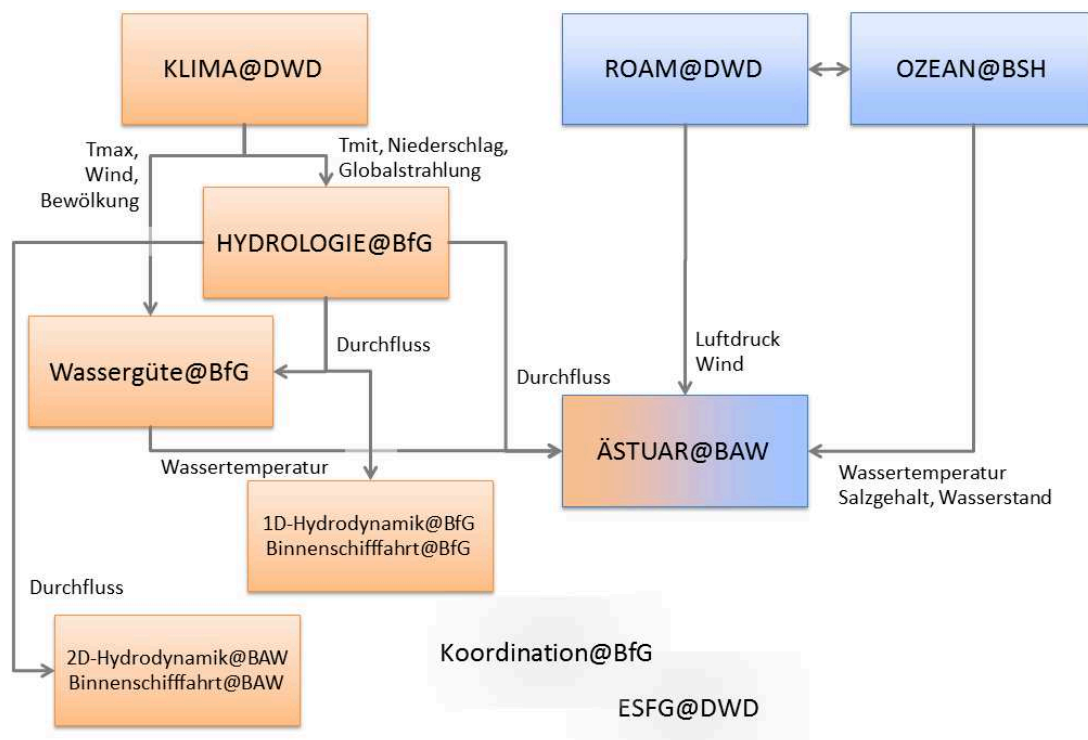 KLIMA@DWD
ROAM@DWD
OZEAN@BSH
Tmax,
Wind,
Bewölkung
Tmit, Niederschlag,
Globalstrahlung
HYDROLOGIE@BfG
Wassergüte@BfG
Durchfluss
Luftdruck
Wind
Durchfluss
ÄSTUAR@BAW
Wassertemperatur
Wassertemperatur
Salzgehalt, Wasserstand
1D-Hydrodynamik@BfG
Binnenschifffahrt@BfG
Durchfluss
2D-Hydrodynamik@BAW
Binnenschifffahrt@BAW
Koordination@BfG
ESFG@DWD